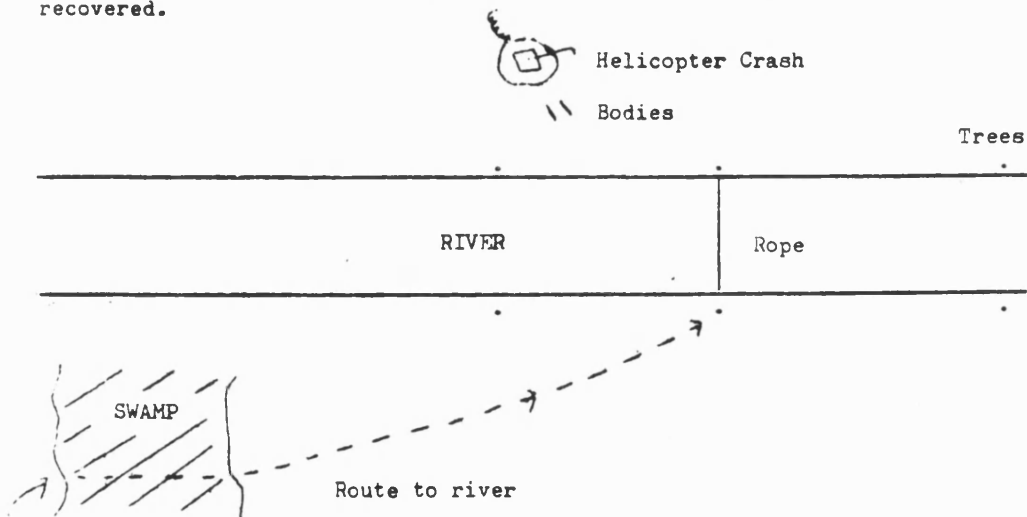 recovered.
Helicopter Crash
Bodies
Trees
RIVER
Rope
SWAMP
Route to river